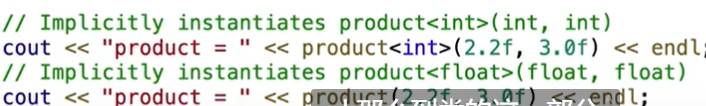 // Implicitly instantiates product<int>(int, int)
cout << "product = " << product<int>(2.2f, 3.0f) << endl;
// Implicitly instantiates product<float>(float, float)
cout << "product = " << product(2.2f, 3.0f) << endl;